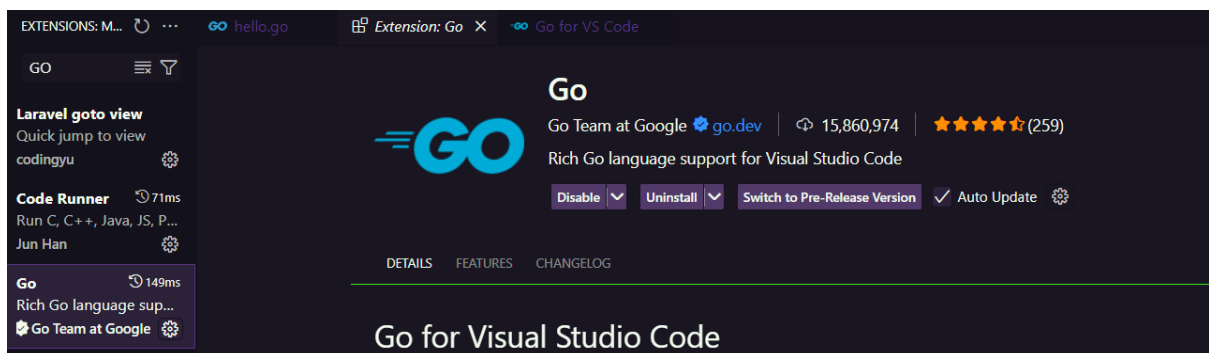 EXTENSIONS: M...
GO
Laravel goto view
Quick jump to view
codingyu
Code Runner 71ms
Run C, C++, Java, JS, P...
Jun Han
Go 149ms
Rich Go language sup...
Go Team at Google
GO hello.go
Extension: Go
GO Go for VS Code
GO
Go
Go Team at Google go.dev 15,860,974 (259)
Rich Go language support for Visual Studio Code
Disable Uninstall Switch to Pre-Release Version Auto Update
DETAILS FEATURES CHANGELOG
Go for Visual Studio Code